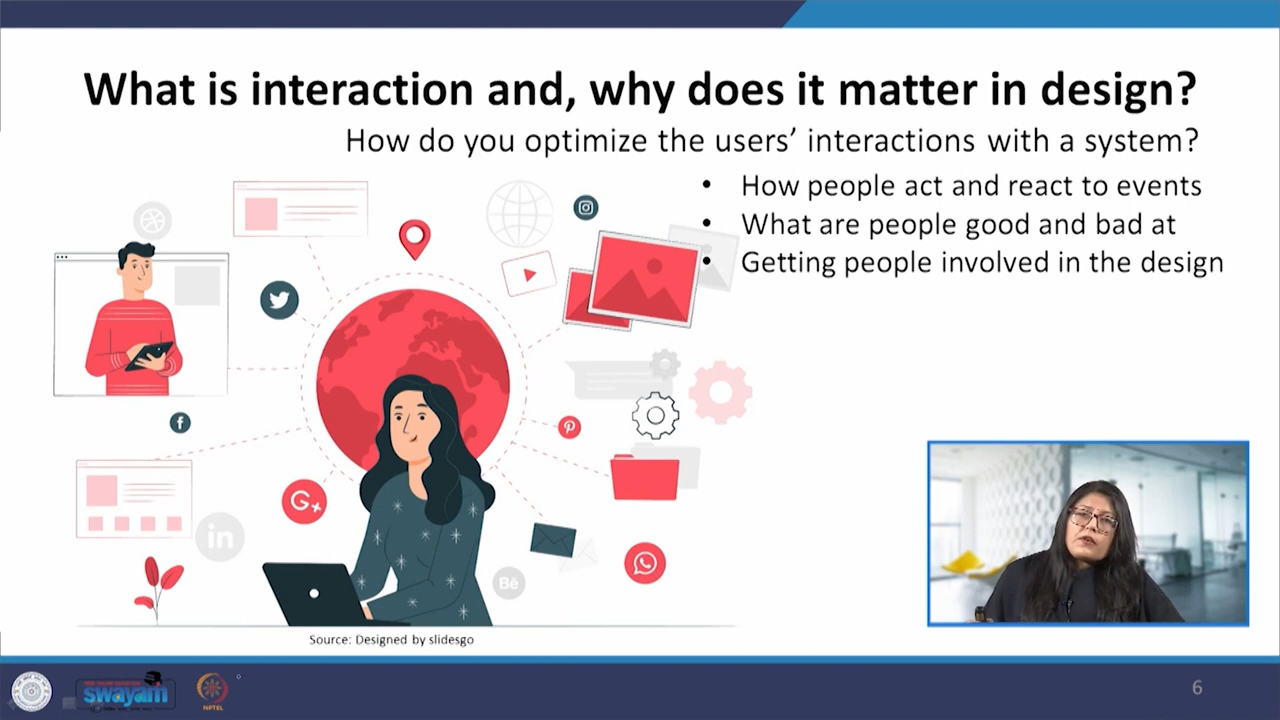 What is interaction and, why does it matter in design?
How do you optimize the users’ interactions with a system?
• How people act and react to events
• What are people good and bad at
• Getting people involved in the design
G+
in
f
Bē
Source: Designed by slidesgo
swayam
NPTEL
6